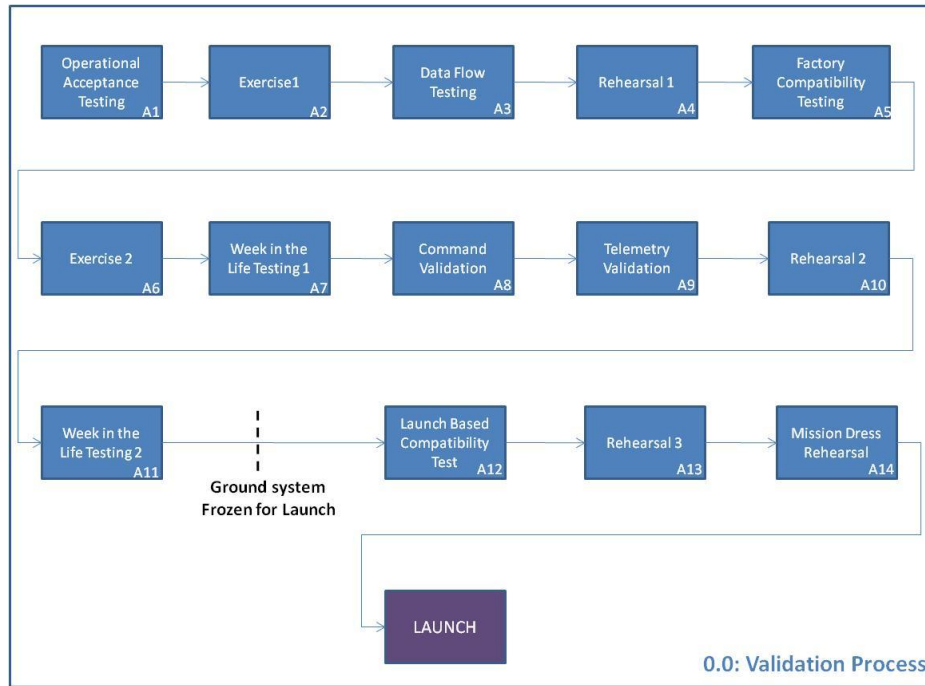 Operational
Acceptance
Testing
A1
Exercise1
A2
Data Flow
Testing
A3
Rehearsal 1
A4
Factory
Compatibility
Testing
A5
Exercise 2
A6
Week in the
Life Testing 1
A7
Command
Validation
A8
Telemetry
Validation
A9
Rehearsal 2
A10
Week in the
Life Testing 2
A11
Ground system
Frozen for Launch
Launch Based
Compatibility
Test
A12
Rehearsal 3
A13
Mission Dress
Rehearsal
A14
LAUNCH
0.0: Validation Process